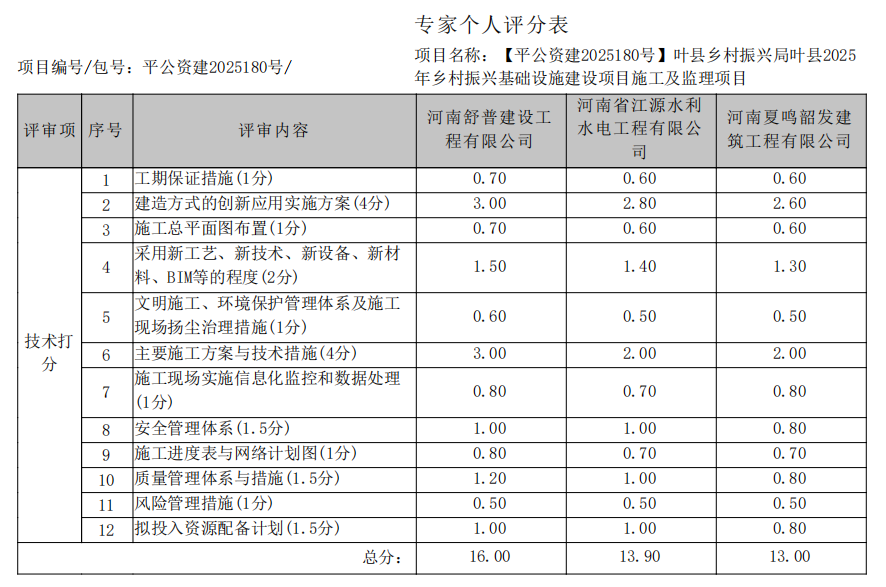 专家个人评分表
项目编号/包号: 平公资建2025180号/
项目名称: 【平公资建2025180号】叶县乡村振兴局叶县2025
年乡村振兴基础设施建设项目施工及监理项目
评审项 序号 评审内容 河南舒普建设工程有限公司 河南省江源水利水电工程有限公司 河南夏鸣韶发建筑工程有限公司
技术打分
1 工期保证措施(1分) 0.70 0.60 0.60
2 建造方式的创新应用实施方案(4分) 3.00 2.80 2.60
3 施工总平面图布置(1分) 0.70 0.60 0.60
4 采用新工艺、新技术、新设备、新材
料、BIM等的程度(2分) 1.50 1.40 1.30
5 文明施工、环境保护管理体系及施工
现场扬尘治理措施(1分) 0.60 0.50 0.50
6 主要施工方案与技术措施(4分) 3.00 2.00 2.00
7 施工现场实施信息化监控和数据处理
(1分) 0.80 0.70 0.80
8 安全管理体系(1.5分) 1.00 1.00 0.80
9 施工进度表与网络计划图(1分) 0.80 0.70 0.70
10 质量管理体系与措施(1.5分) 1.20 1.00 0.80
11 风险管理措施(1分) 0.50 0.50 0.50
12 拟投入资源配备计划(1.5分) 1.00 1.00 0.80
总分: 16.00 13.90 13.00